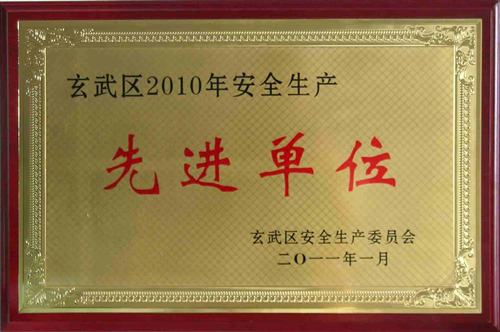 玄武区2010年安全生产
先进单位
玄武区安全生产委员会
二〇一一年一月